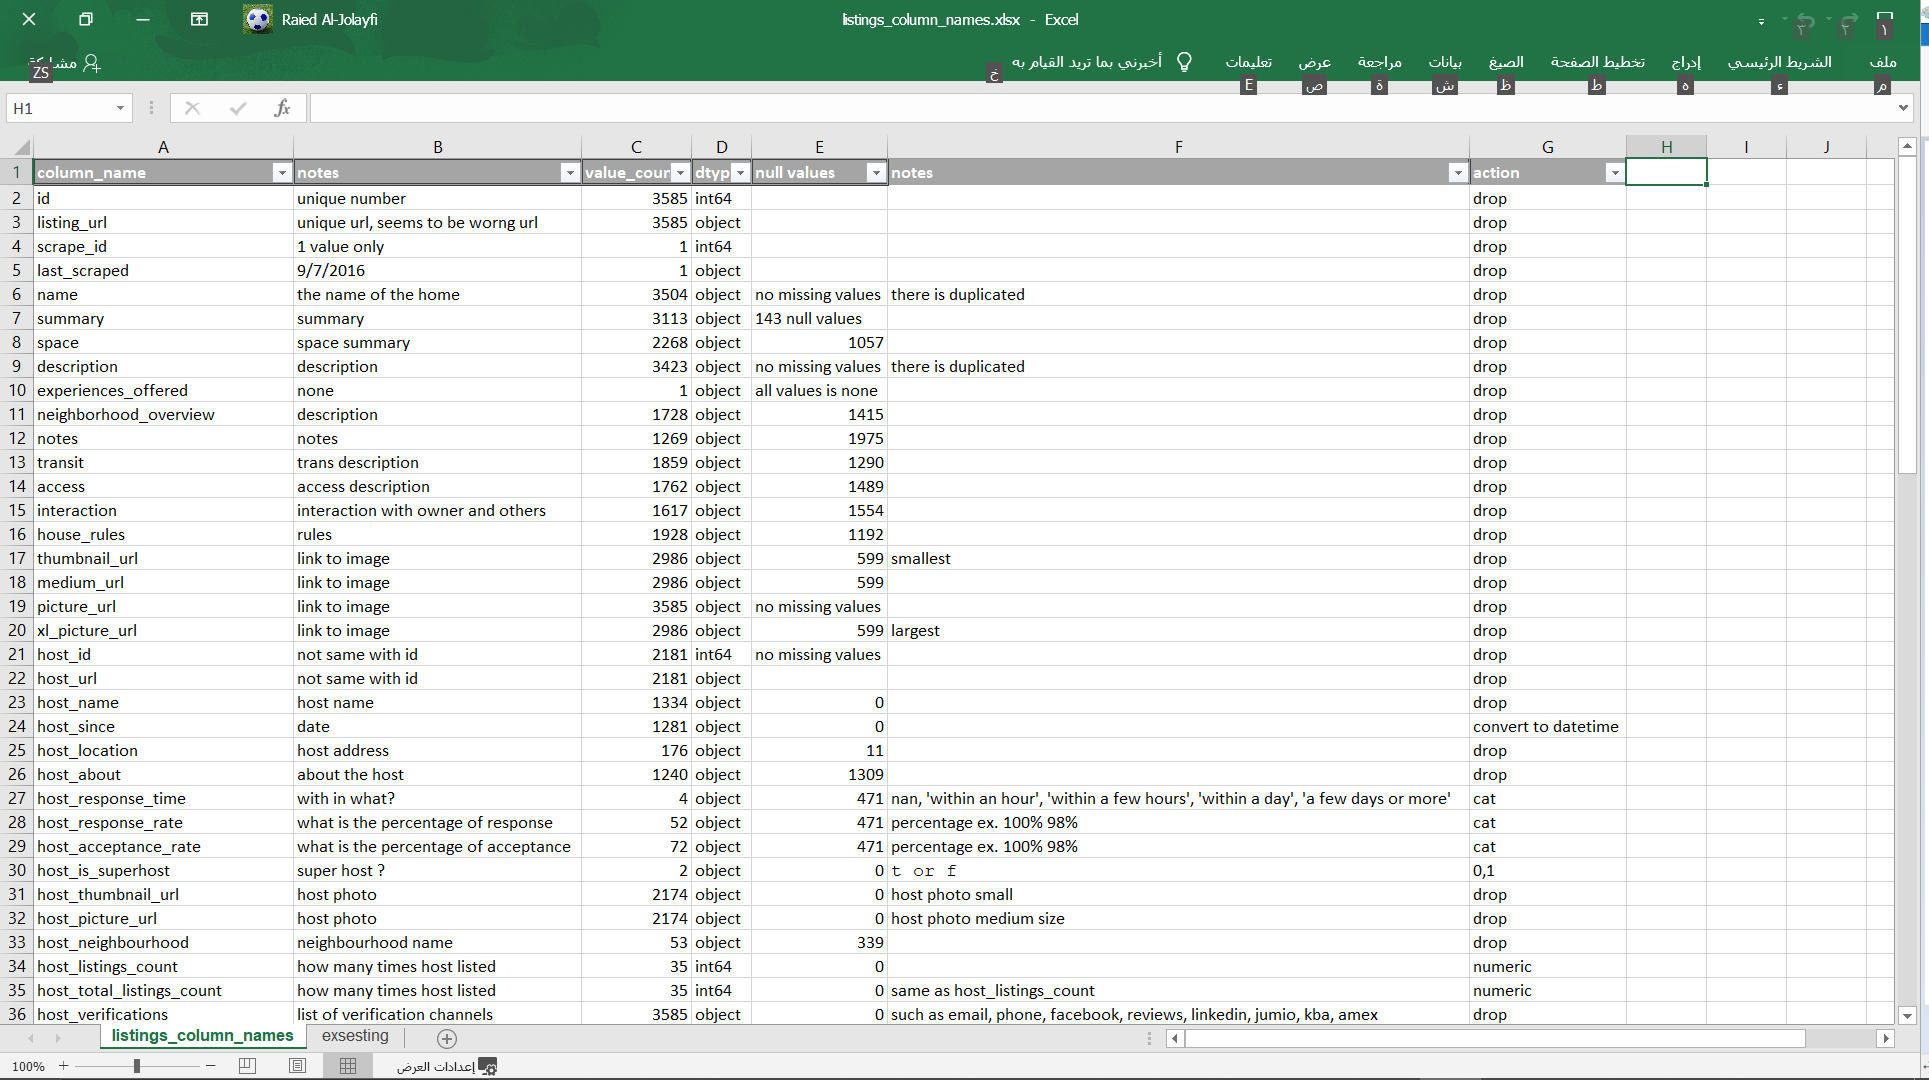 Raied Al-Jolayfi
listings_column_names.xlsx - Excel
ملف الشريط الرئيسي إدراج تخطيط الصفحة الصيغ بيانات مراجعة عرض تعليمات أخبرني بما تريد القيام به
مشاركة
ZS خ E ص ة ش ظ ط ه ء م ١ ٢ ٣
H1 fx
A B C D E F G H I J
1 column_name notes value_cour dtyp null values notes action
2 id unique number 3585 int64 drop
3 listing_url unique url, seems to be worng url 3585 object drop
4 scrape_id 1 value only 1 int64 drop
5 last_scraped 9/7/2016 1 object drop
6 name the name of the home 3504 object no missing values there is duplicated drop
7 summary summary 3113 object 143 null values drop
8 space space summary 2268 object 1057 drop
9 description description 3423 object no missing values there is duplicated drop
10 experiences_offered none 1 object all values is none drop
11 neighborhood_overview description 1728 object 1415 drop
12 notes notes 1269 object 1975 drop
13 transit trans description 1859 object 1290 drop
14 access access description 1762 object 1489 drop
15 interaction interaction with owner and others 1617 object 1554 drop
16 house_rules rules 1928 object 1192 drop
17 thumbnail_url link to image 2986 object 599 smallest drop
18 medium_url link to image 2986 object 599 drop
19 picture_url link to image 3585 object no missing values drop
20 xl_picture_url link to image 2986 object 599 largest drop
21 host_id not same with id 2181 int64 no missing values drop
22 host_url not same with id 2181 object drop
23 host_name host name 1334 object 0 drop
24 host_since date 1281 object 0 convert to datetime
25 host_location host address 176 object 11 drop
26 host_about about the host 1240 object 1309 drop
27 host_response_time with in what? 4 object 471 nan, 'within an hour', 'within a few hours', 'within a day', 'a few days or more' cat
28 host_response_rate what is the percentage of response 52 object 471 percentage ex. 100% 98% cat
29 host_acceptance_rate what is the percentage of acceptance 72 object 471 percentage ex. 100% 98% cat
30 host_is_superhost super host ? 2 object 0 t or f 0,1
31 host_thumbnail_url host photo 2174 object 0 host photo small drop
32 host_picture_url host photo 2174 object 0 host photo medium size drop
33 host_neighbourhood neighbourhood name 53 object 339 drop
34 host_listings_count how many times host listed 35 int64 0 numeric
35 host_total_listings_count how many times host listed 35 int64 0 same as host_listings_count numeric
36 host_verifications list of verification channels 3585 object 0 such as email, phone, facebook, reviews, linkedin, jumio, kba, amex drop
listings_column_names exsesting
100% إعدادات العرض